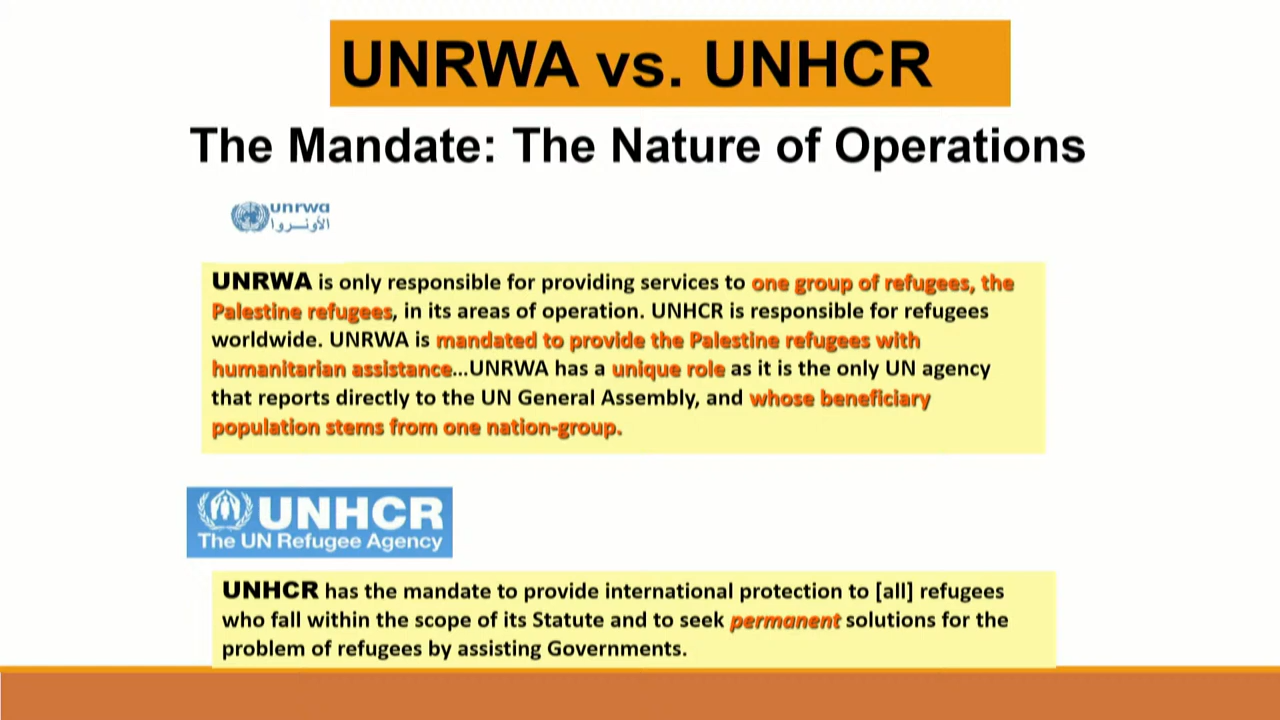 UNRWA vs. UNHCR
The Mandate: The Nature of Operations
unrwa
الأونروا
UNRWA is only responsible for providing services to one group of refugees, the
Palestine refugees, in its areas of operation. UNHCR is responsible for refugees
worldwide. UNRWA is mandated to provide the Palestine refugees with
humanitarian assistance…UNRWA has a unique role as it is the only UN agency
that reports directly to the UN General Assembly, and whose beneficiary
population stems from one nation-group.
UNHCR
The UN Refugee Agency
UNHCR has the mandate to provide international protection to [all] refugees
who fall within the scope of its Statute and to seek permanent solutions for the
problem of refugees by assisting Governments.